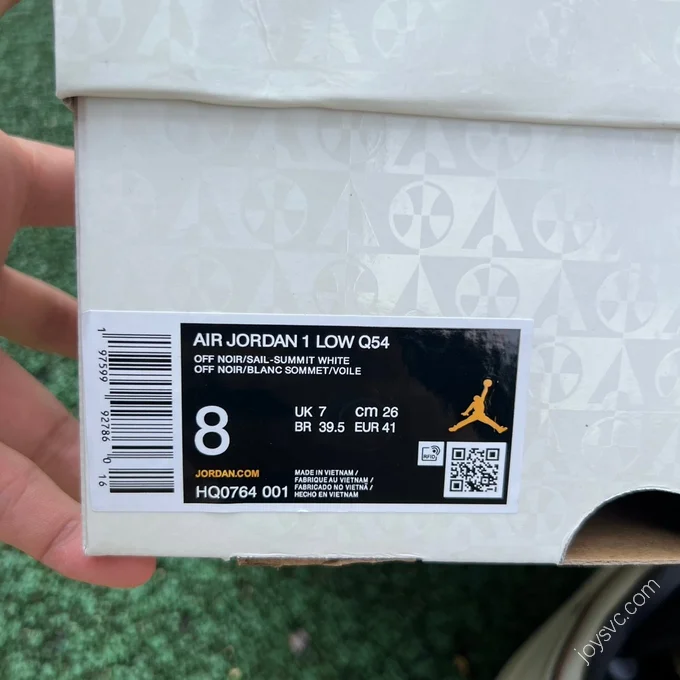 AIR JORDAN 1 LOW Q54
OFF NOIR/SAIL-SUMMIT WHITE
OFF NOIR/BLANC SOMMET/VOILE
8
UK 7 cm 26
BR 39.5 EUR 41
RFID
JORDAN.COM
HQ0764 001
MADE IN VIETNAM /
FABRIQUE AU VIETNAM /
FABRICADO NO VIETNÃ /
HECHO EN VIETNAM
1 97599 92786 0 16
joysvc.com